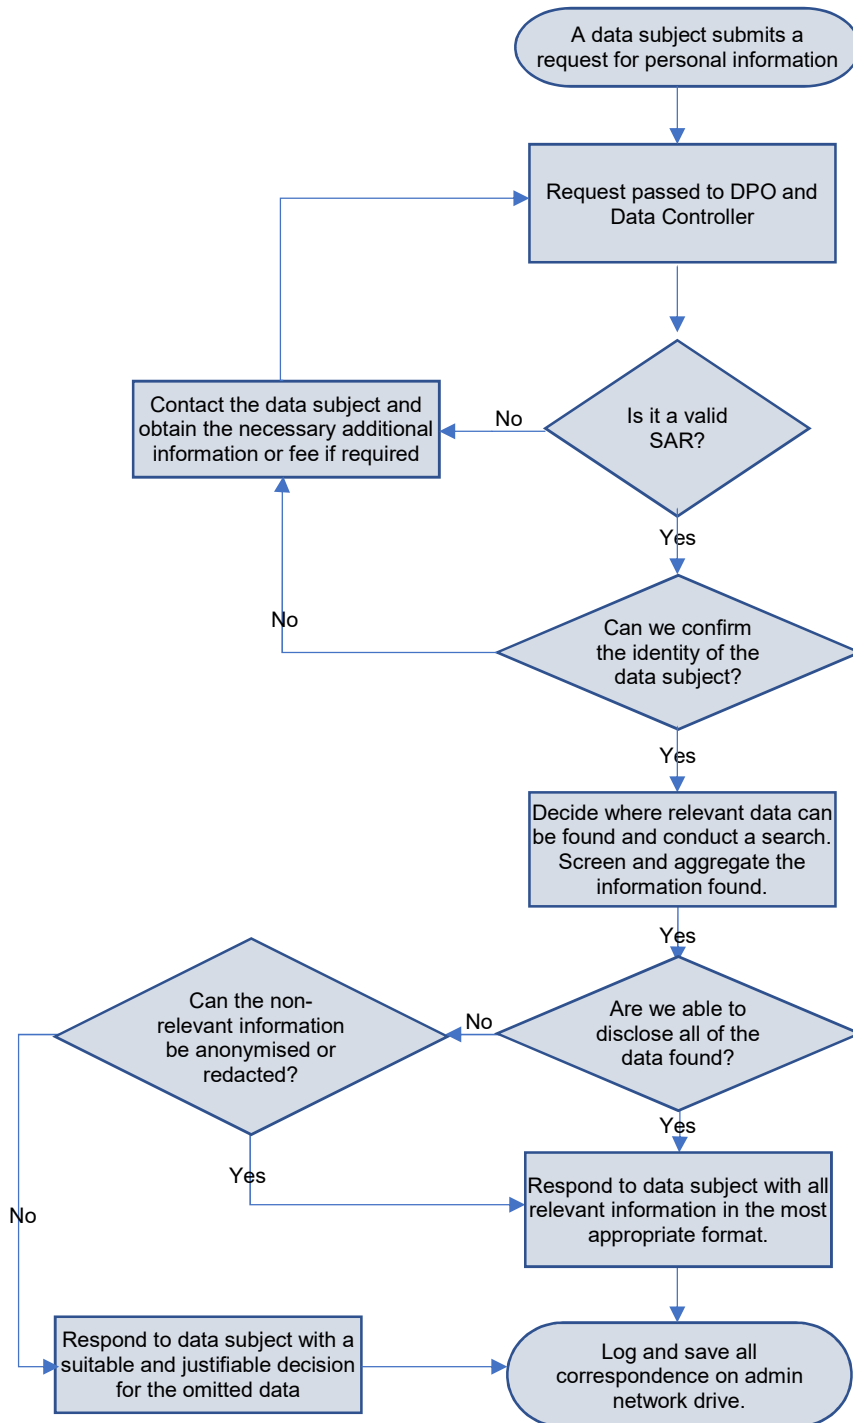 A data subject submits a
request for personal information
Request passed to DPO and
Data Controller
Contact the data subject and
obtain the necessary additional
information or fee if required
No
Is it a valid
SAR?
Yes
No
Can we confirm
the identity of the
data subject?
Yes
Decide where relevant data can
be found and conduct a search.
Screen and aggregate the
information found.
Yes
Can the non-
relevant information
be anonymised or
redacted?
No
Are we able to
disclose all of the
data found?
Yes
Yes
No
Respond to data subject with all
relevant information in the most
appropriate format.
Respond to data subject with a
suitable and justifiable decision
for the omitted data
Log and save all
correspondence on admin
network drive.